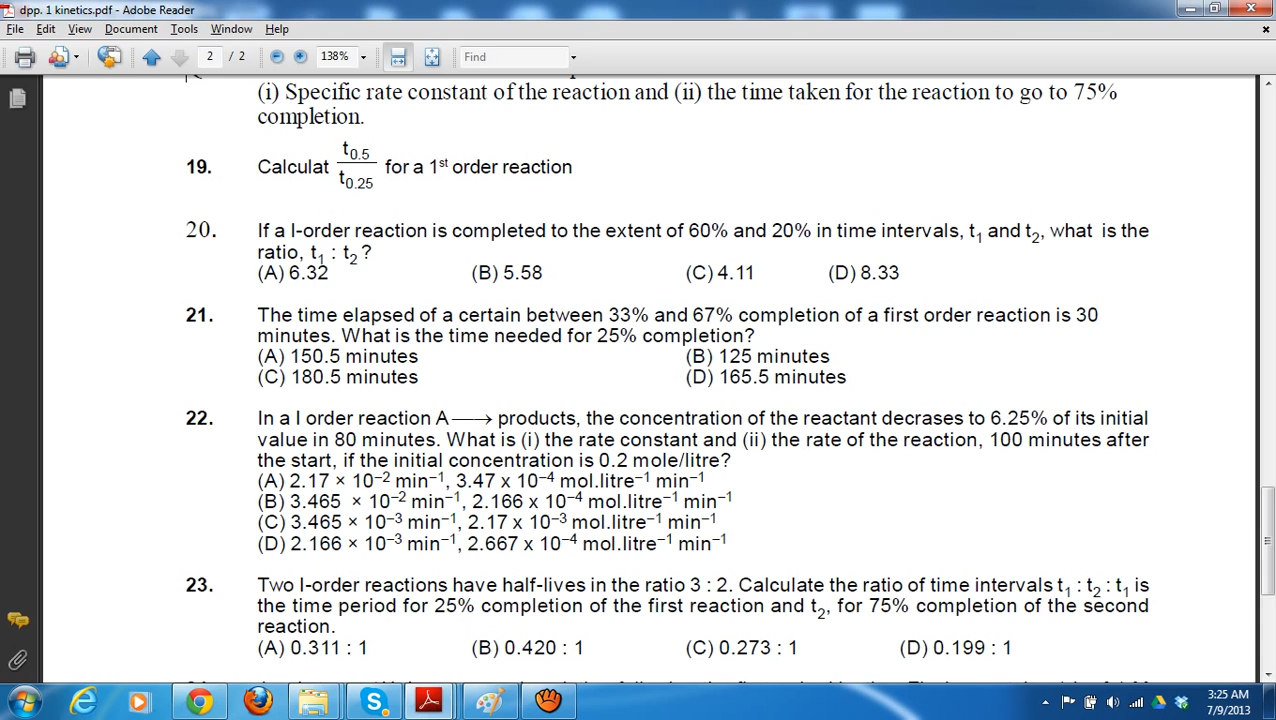 dpp. 1 kinetics.pdf - Adobe Reader
File Edit View Document Tools Window Help
2 / 2 138% Find
(i) Specific rate constant of the reaction and (ii) the time taken for the reaction to go to 75%
completion.
19. Calculat t0.5/t0.25 for a 1st order reaction
20. If a I-order reaction is completed to the extent of 60% and 20% in time intervals, t1 and t2, what is the
ratio, t1 : t2 ?
(A) 6.32 (B) 5.58 (C) 4.11 (D) 8.33
21. The time elapsed of a certain between 33% and 67% completion of a first order reaction is 30
minutes. What is the time needed for 25% completion?
(A) 150.5 minutes (B) 125 minutes
(C) 180.5 minutes (D) 165.5 minutes
22. In a I order reaction A ⟶ products, the concentration of the reactant decrases to 6.25% of its initial
value in 80 minutes. What is (i) the rate constant and (ii) the rate of the reaction, 100 minutes after
the start, if the initial concentration is 0.2 mole/litre?
(A) 2.17 × 10⁻² min⁻¹, 3.47 x 10⁻⁴ mol.litre⁻¹ min⁻¹
(B) 3.465 × 10⁻² min⁻¹, 2.166 x 10⁻⁴ mol.litre⁻¹ min⁻¹
(C) 3.465 × 10⁻³ min⁻¹, 2.17 x 10⁻³ mol.litre⁻¹ min⁻¹
(D) 2.166 × 10⁻³ min⁻¹, 2.667 x 10⁻⁴ mol.litre⁻¹ min⁻¹
23. Two I-order reactions have half-lives in the ratio 3 : 2. Calculate the ratio of time intervals t1 : t2 : t1 is
the time period for 25% completion of the first reaction and t2, for 75% completion of the second
reaction.
(A) 0.311 : 1 (B) 0.420 : 1 (C) 0.273 : 1 (D) 0.199 : 1
3:25 AM
7/9/2013